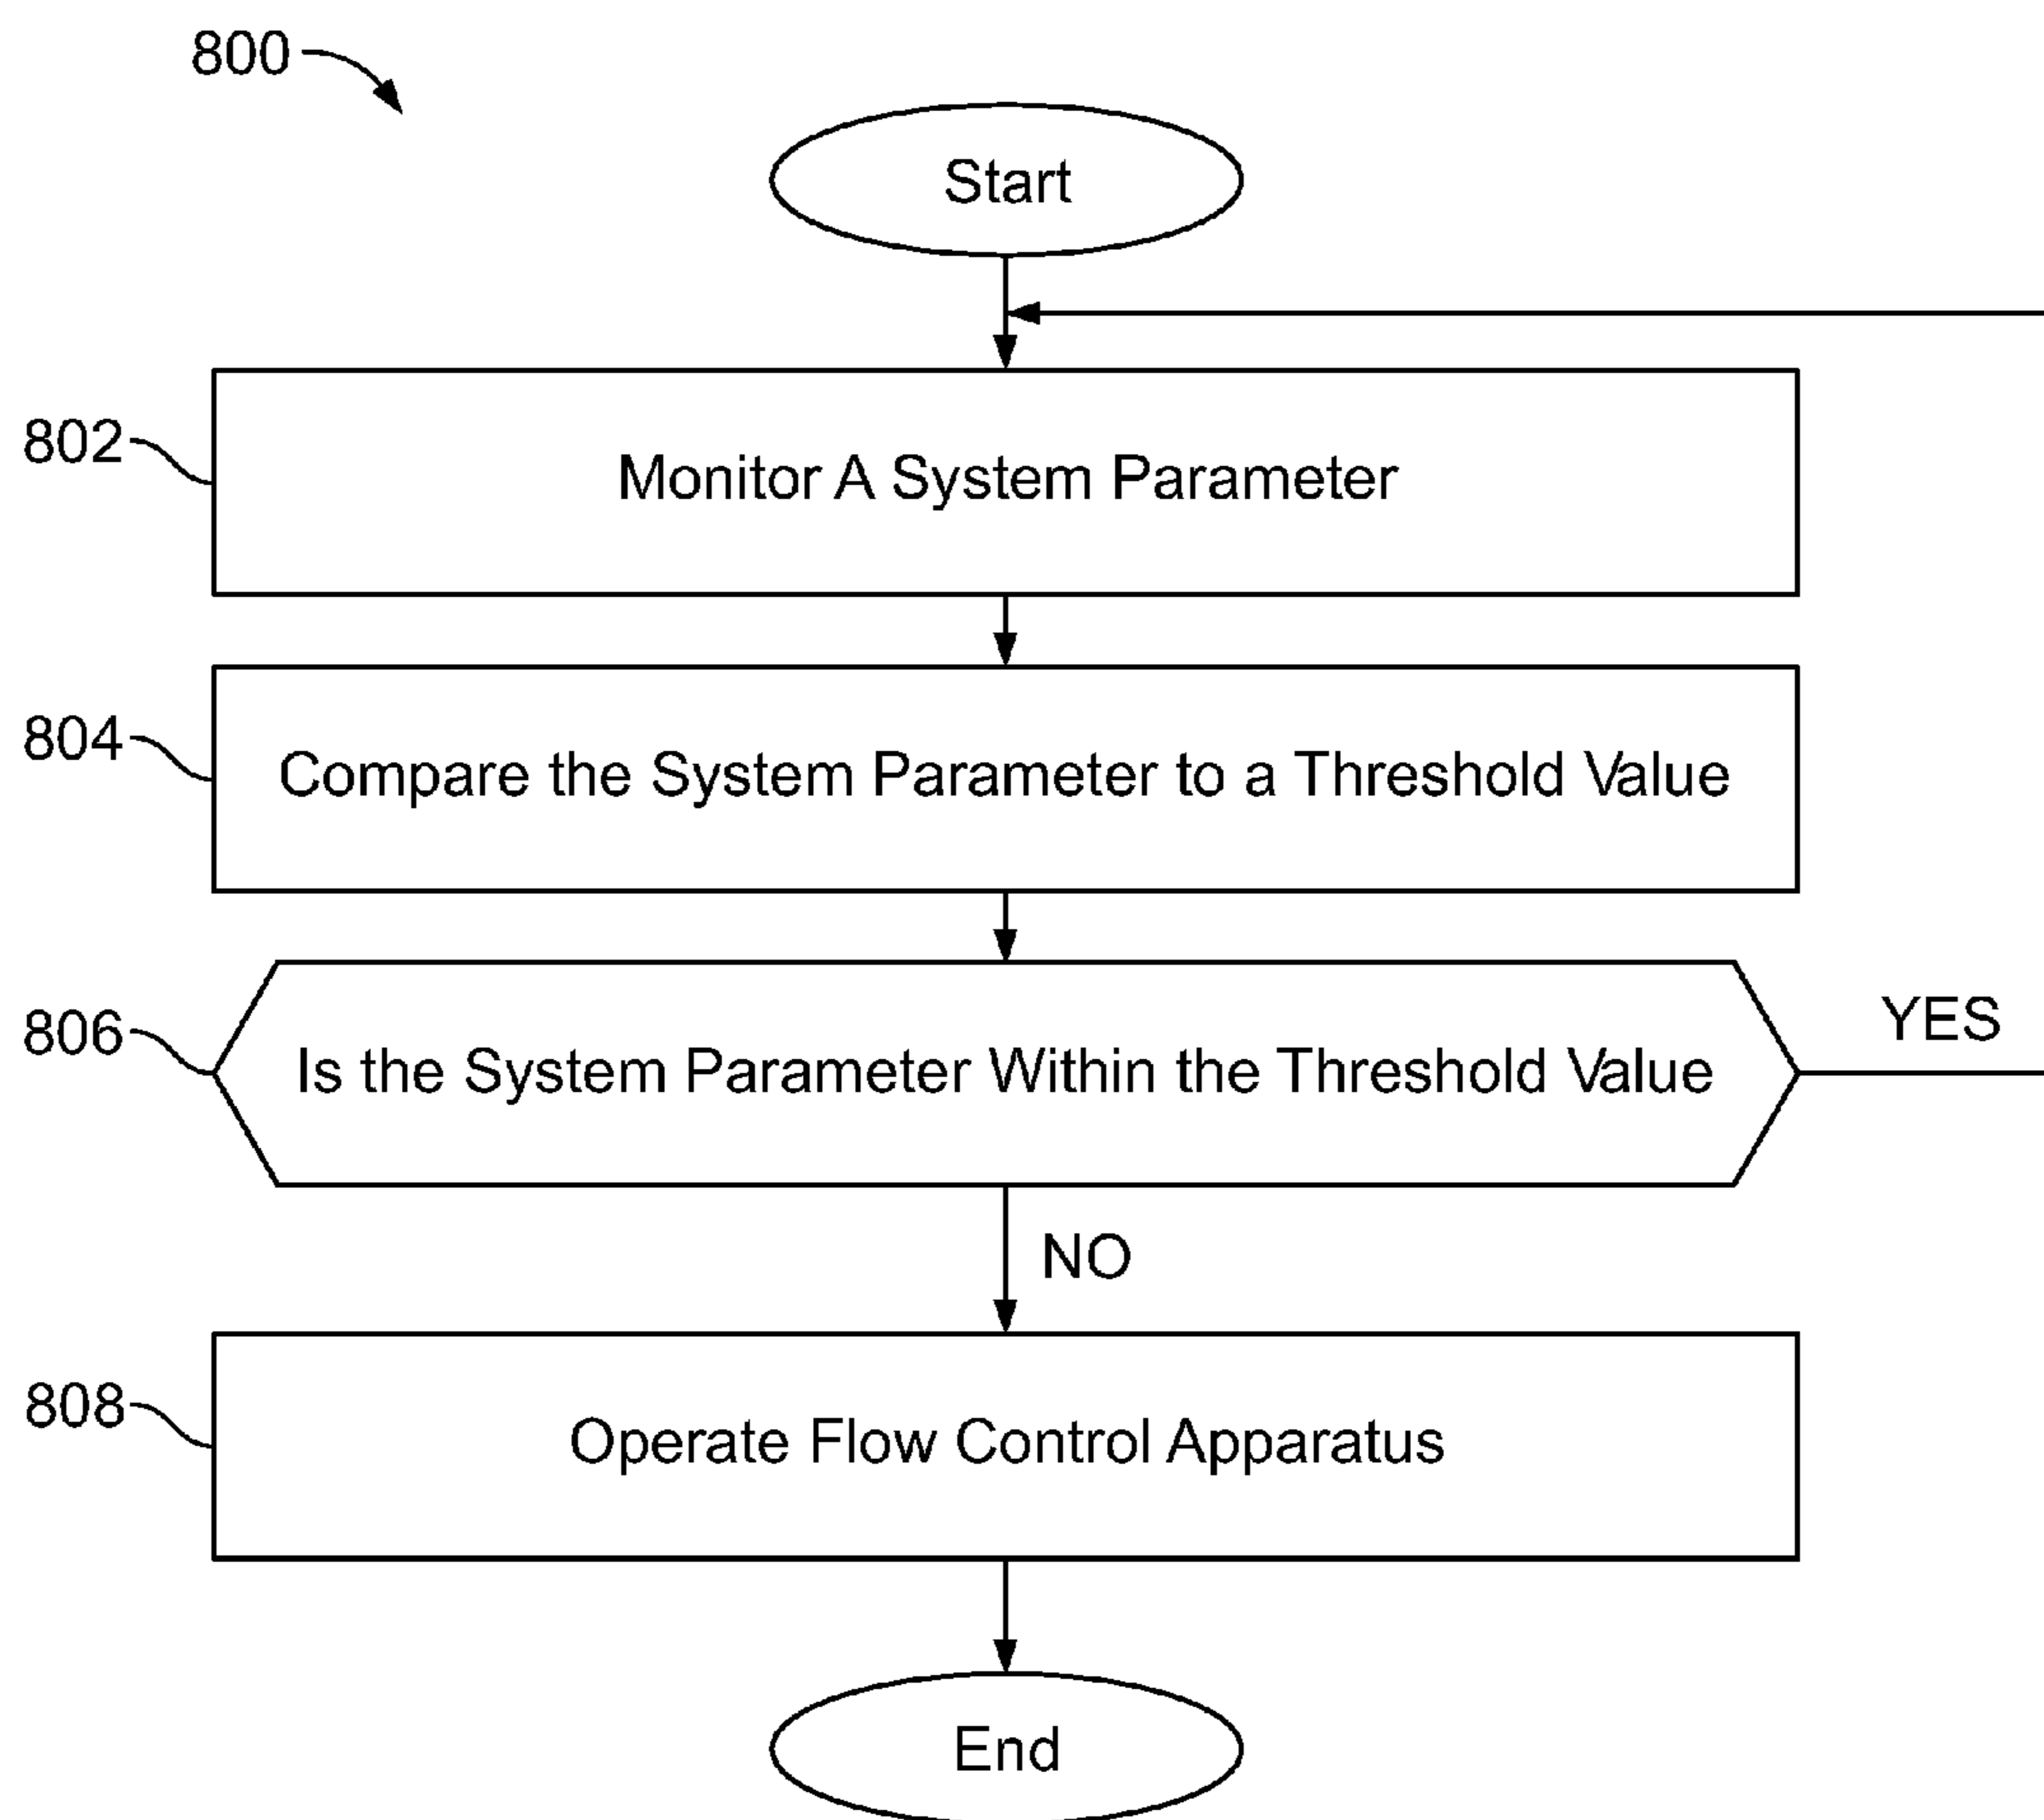 800
Start
802
Monitor A System Parameter
804
Compare the System Parameter to a Threshold Value
806
Is the System Parameter Within the Threshold Value
YES
NO
808
Operate Flow Control Apparatus
End